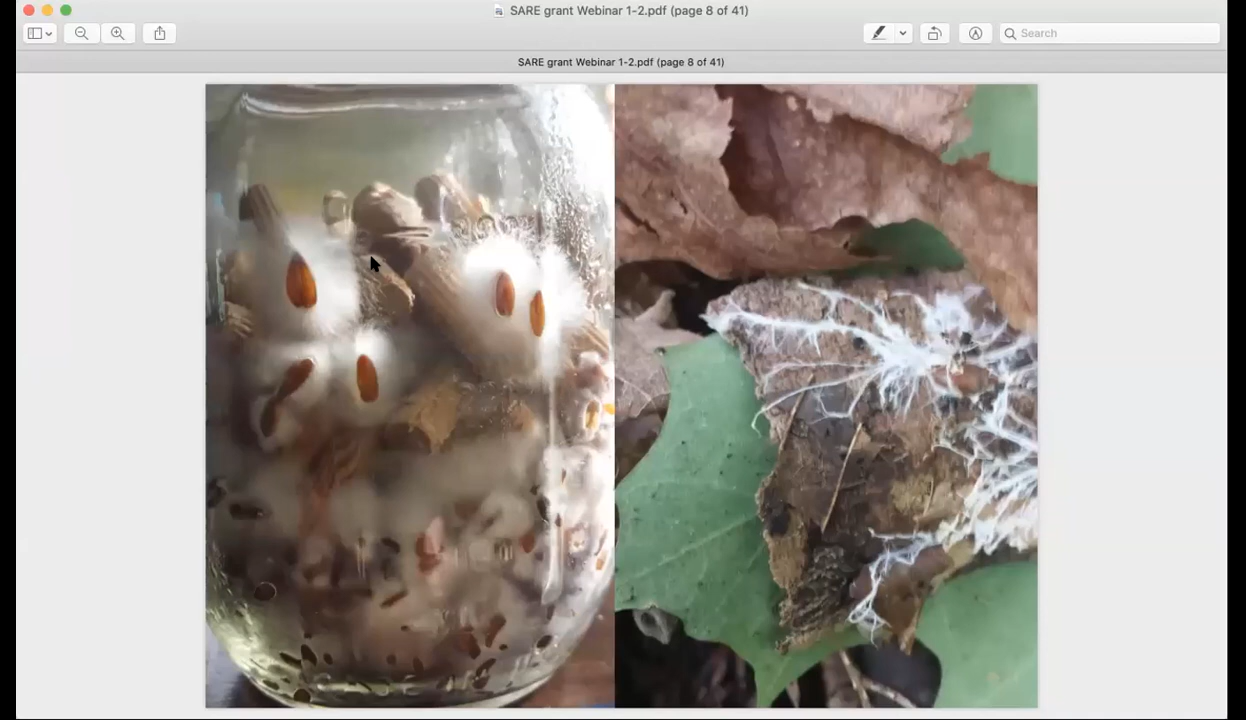 SARE grant Webinar 1-2.pdf (page 8 of 41)
Search
SARE grant Webinar 1-2.pdf (page 8 of 41)